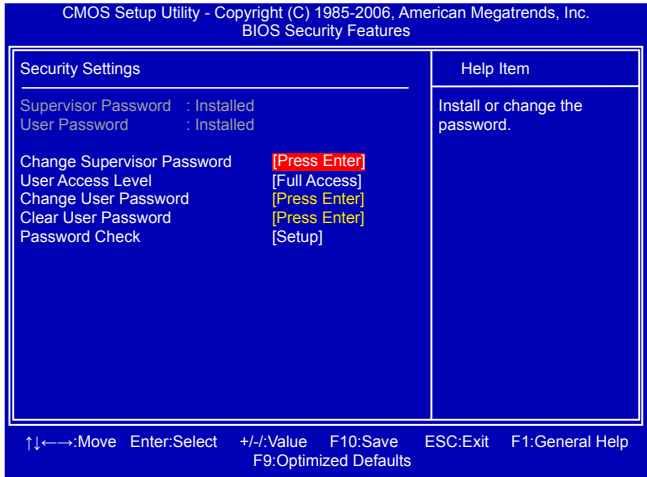 CMOS Setup Utility - Copyright (C) 1985-2006, American Megatrends, Inc.
BIOS Security Features
Security Settings
Help Item
Supervisor Password : Installed
User Password : Installed
Install or change the
password.
Change Supervisor Password [Press Enter]
User Access Level [Full Access]
Change User Password [Press Enter]
Clear User Password [Press Enter]
Password Check [Setup]
↑↓←→:Move Enter:Select +/-/:Value F10:Save ESC:Exit F1:General Help
F9:Optimized Defaults